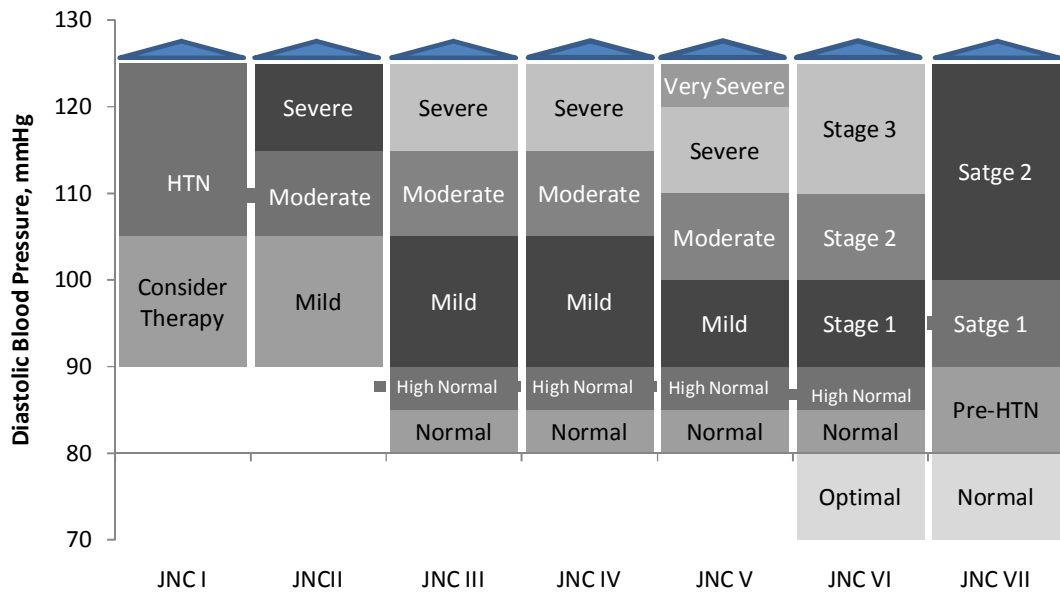 Diastolic Blood Pressure, mmHg
130
120
110
100
90
80
70
HTN
Consider
Therapy
Severe
Moderate
Mild
Severe
Moderate
Mild
High Normal
Normal
Severe
Moderate
Mild
High Normal
Normal
Very Severe
Severe
Moderate
Mild
High Normal
Normal
Stage 3
Stage 2
Stage 1
High Normal
Normal
Optimal
Satge 2
Satge 1
Pre-HTN
Normal
JNC I
JNCII
JNC III
JNC IV
JNC V
JNC VI
JNC VII